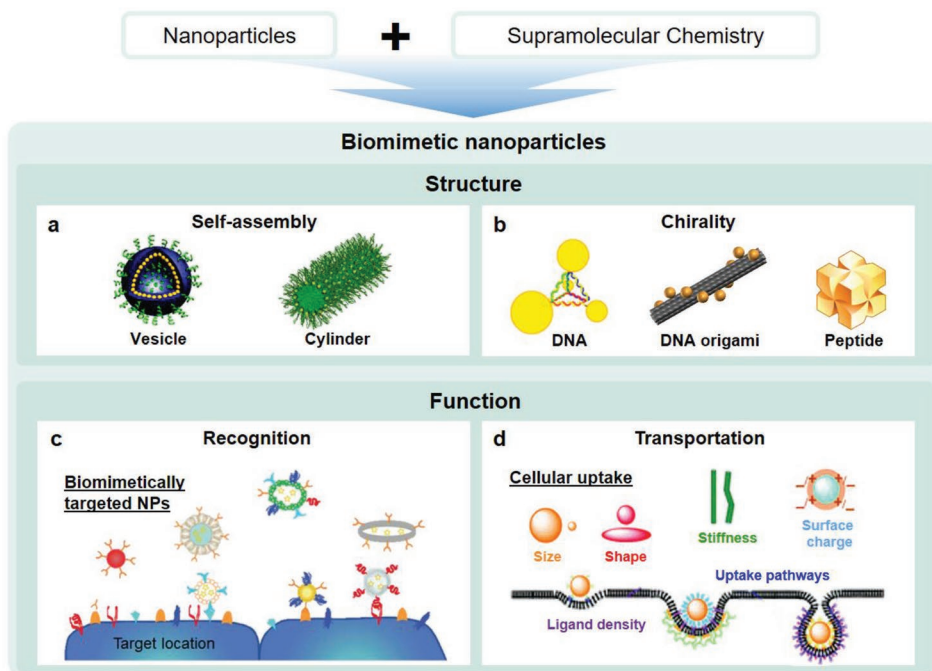 Nanoparticles + Supramolecular Chemistry
Biomimetic nanoparticles
Structure
a Self-assembly
Vesicle Cylinder
b Chirality
DNA DNA origami Peptide
Function
c Recognition
Biomimetically
targeted NPs
Target location
d Transportation
Cellular uptake
Size Shape Stiffness Surface
charge
Uptake pathways
Ligand density